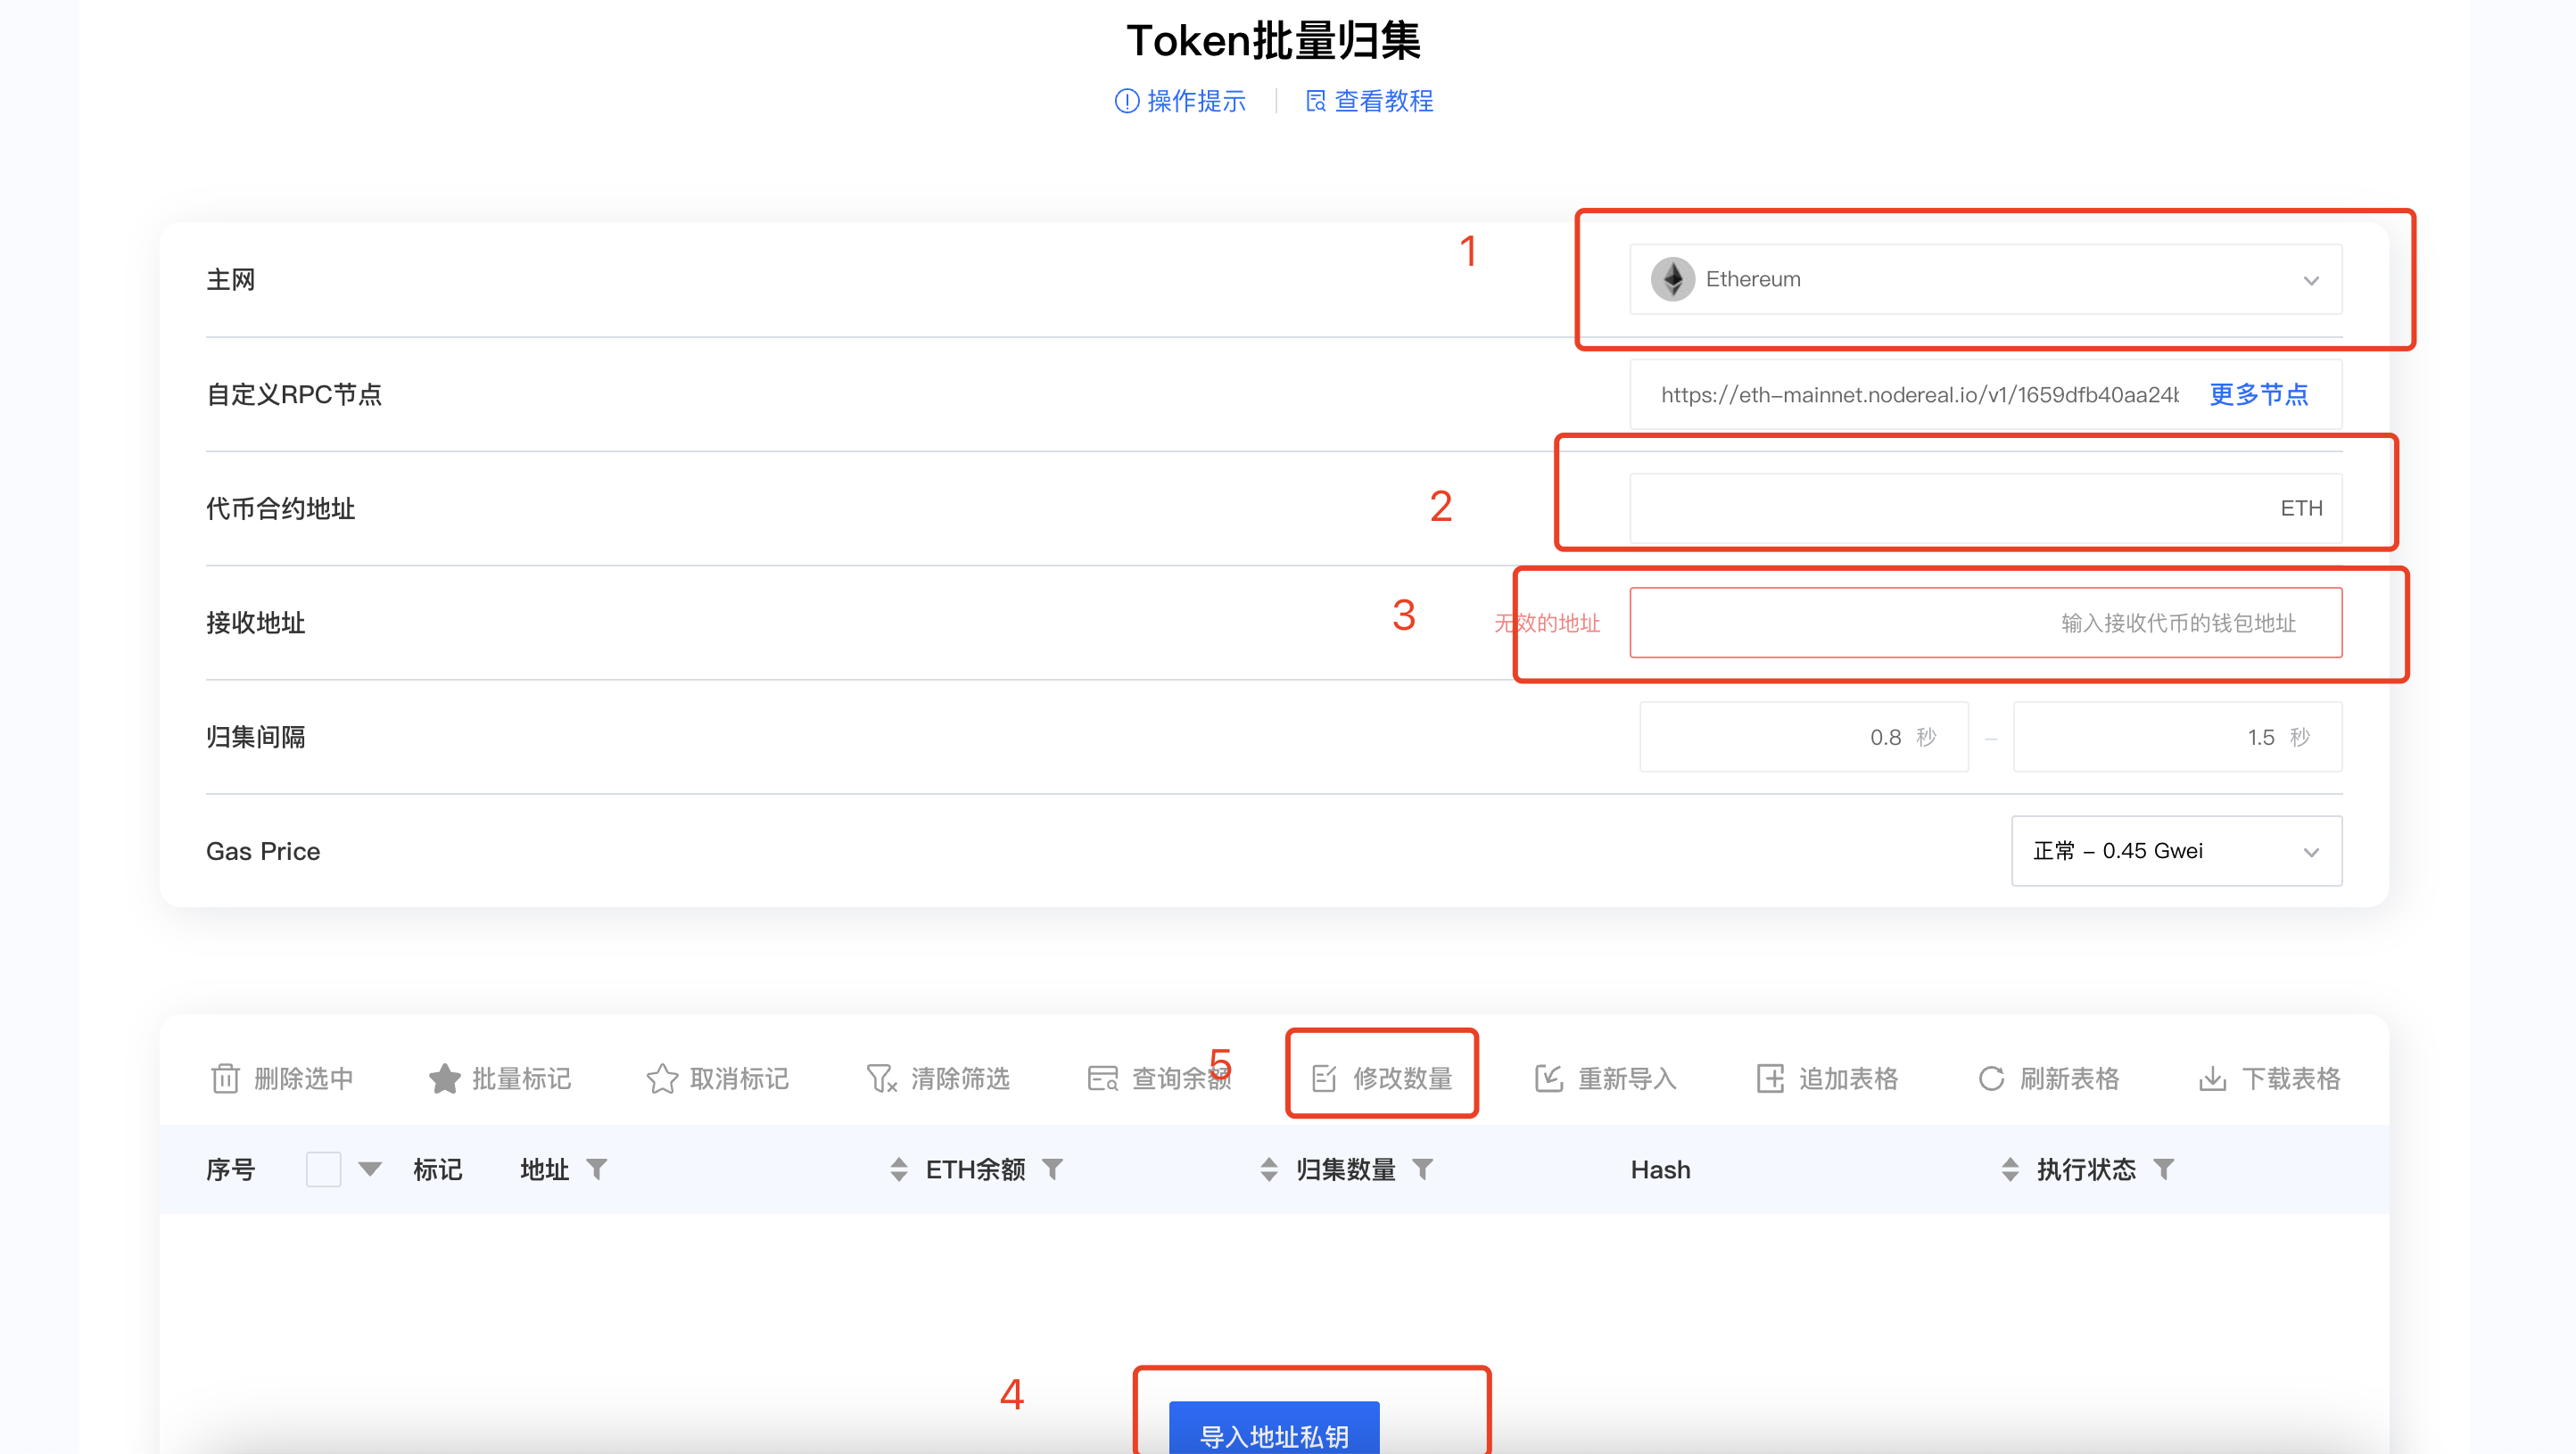 Token批量归集
操作提示
查看教程
1
主网
Ethereum
自定义RPC节点
https://eth-mainnet.nodereal.io/v1/1659dfb40aa24b
更多节点
2
代币合约地址
ETH
3
接收地址
无效的地址
输入接收代币的钱包地址
归集间隔
0.8 秒 – 1.5 秒
Gas Price
正常 – 0.45 Gwei
5
删除选中 批量标记 取消标记 清除筛选 查询余额 修改数量 重新导入 追加表格 刷新表格 下载表格
序号 标记 地址 ETH余额 归集数量 Hash 执行状态
4
导入地址私钥